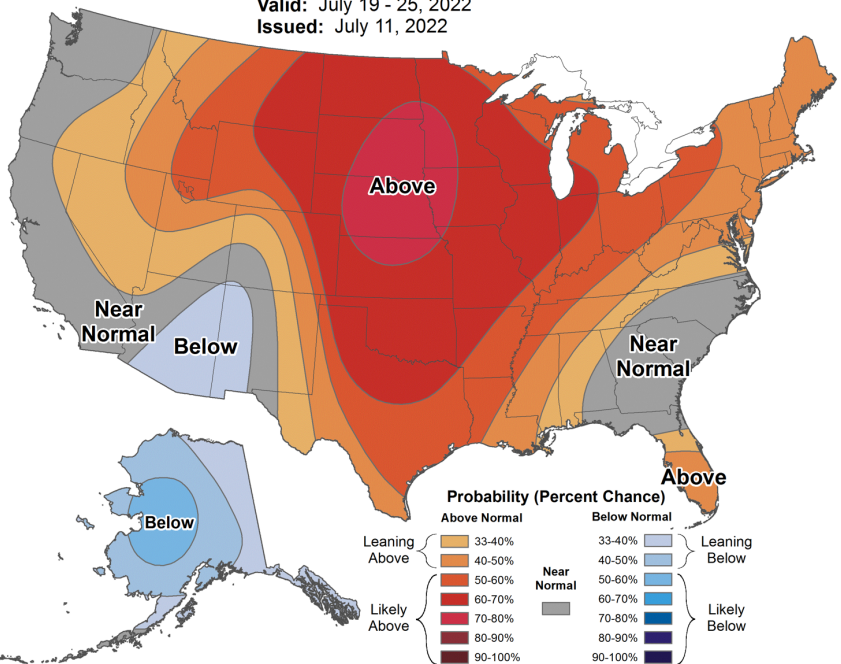 Valid: July 19 - 25, 2022
Issued: July 11, 2022
Above
Near
Normal
Below
Near
Normal
Above
Below
Probability (Percent Chance)
Above Normal
Below Normal
Leaning
Above
33-40%
40-50%
Likely
Above
50-60%
60-70%
70-80%
80-90%
90-100%
Near
Normal
33-40%
40-50%
Leaning
Below
50-60%
60-70%
70-80%
80-90%
90-100%
Likely
Below